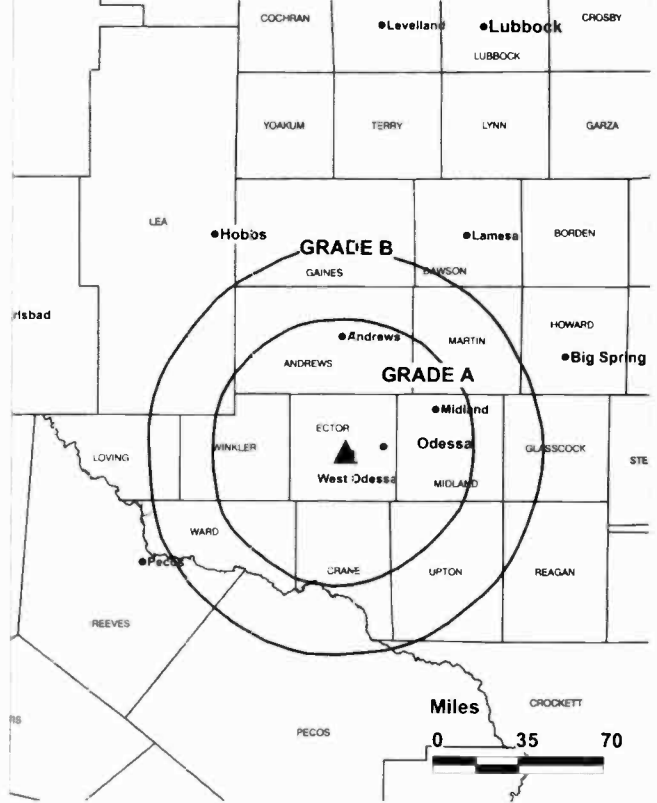 COCHRAN
Levelland
Lubbock
CROSBY
LUBBOCK
YOAKUM
TERRY
LYNN
GARZA
LEA
Hobbs
GRADE B
Lamesa
BORDEN
GAINES
DAWSON
rlsbad
HOWARD
Andrews
MARTIN
Big Spring
ANDREWS
GRADE A
Midland
ECTOR
Odessa
LOVING
WINKLER
GLASSCOCK
STE
West Odessa
MIDLAND
WARD
Pecos
CRANE
UPTON
REAGAN
REEVES
Miles
CROCKETT
RS
PECOS
0 35 70